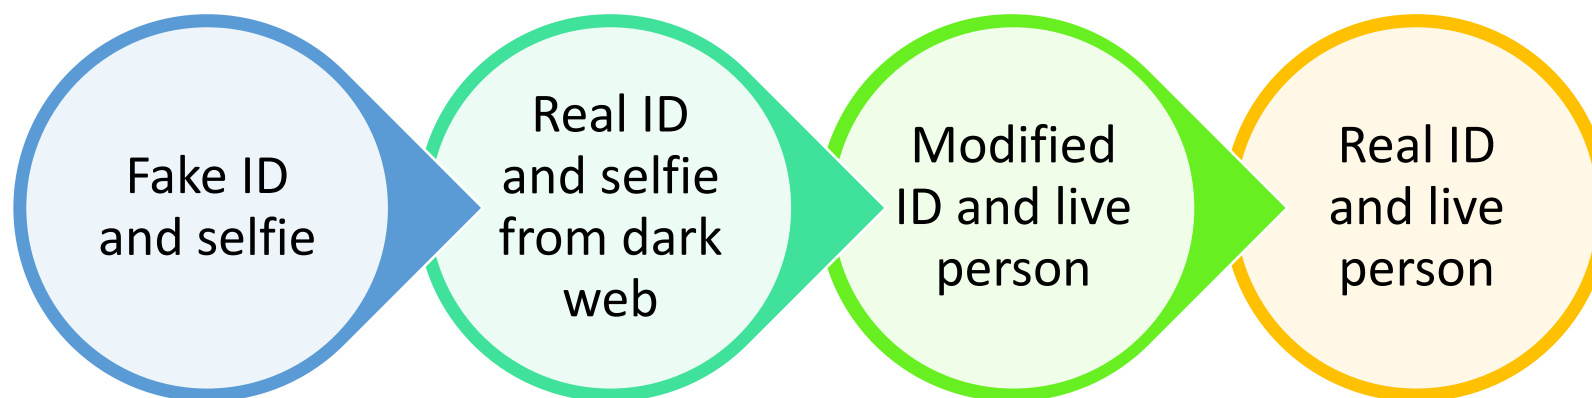 Fake ID
and selfie
Real ID
and selfie
from dark
web
Modified
ID and live
person
Real ID
and live
person